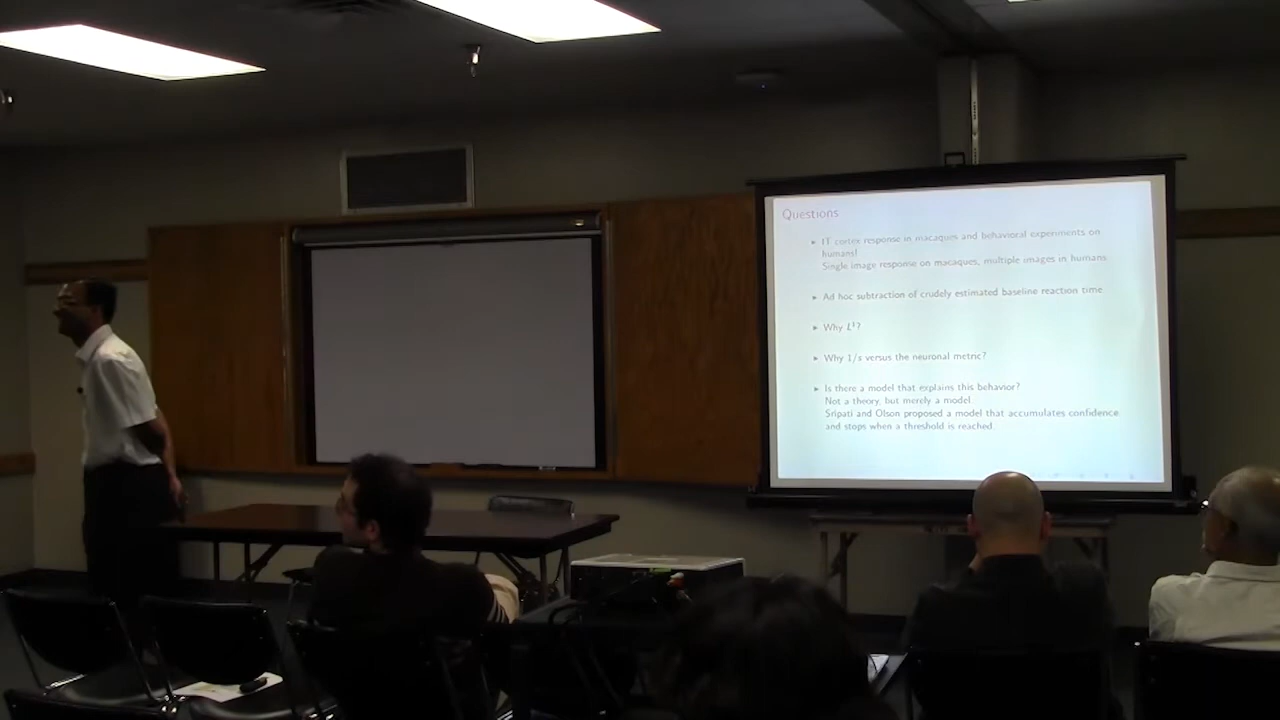 Questions
IT cortex response in macaques and behavioral experiments on
humans!
Single image response on macaques, multiple images in humans
Ad hoc subtraction of crudely estimated baseline reaction time.
Why L¹?
Why 1/s versus the neuronal metric?
Is there a model that explains this behavior?
Not a theory, but merely a model.
Sripati and Olson proposed a model that accumulates confidence
and stops when a threshold is reached.